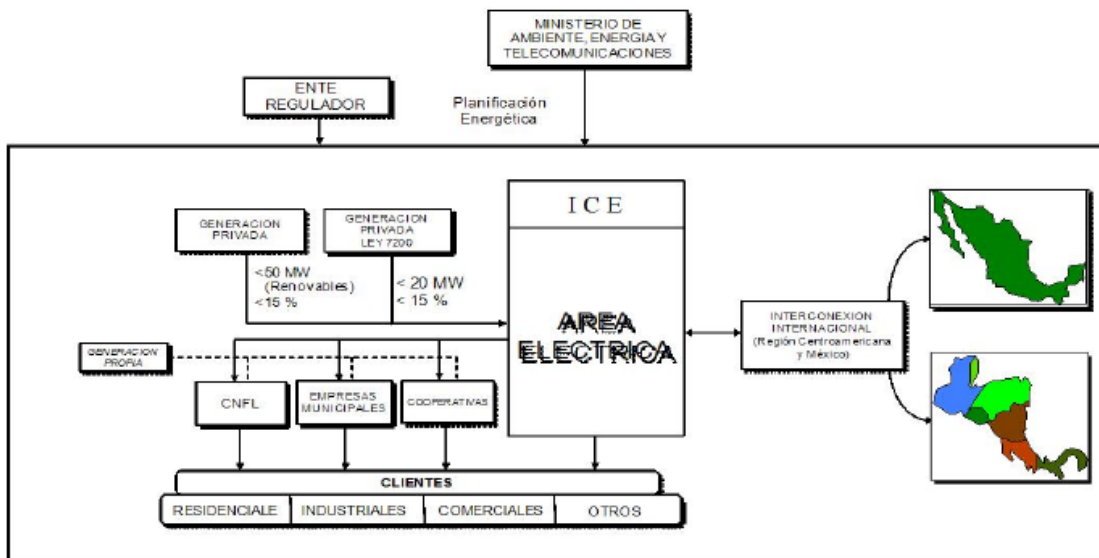 MINISTERIO DE
AMBIENTE, ENERGIA Y
TELECOMUNICACIONES
ENTE
REGULADOR
Planificación
Energética
I C E
GENERACION
PRIVADA
GENERACION
PRIVADA
LEY 7200
<50 MW
(Renovables)
<15 %
< 20 MW
< 15 %
AREA
ELECTRICA
INTERCONEXION
INTERNACIONAL
(Región Centroamericana
y México)
GENERACION
PROPIA
CNFL
EMPRESAS
MUNICIPALES
COOPERATIVAS
CLIENTES
RESIDENCIALE
INDUSTRIALES
COMERCIALES
OTROS